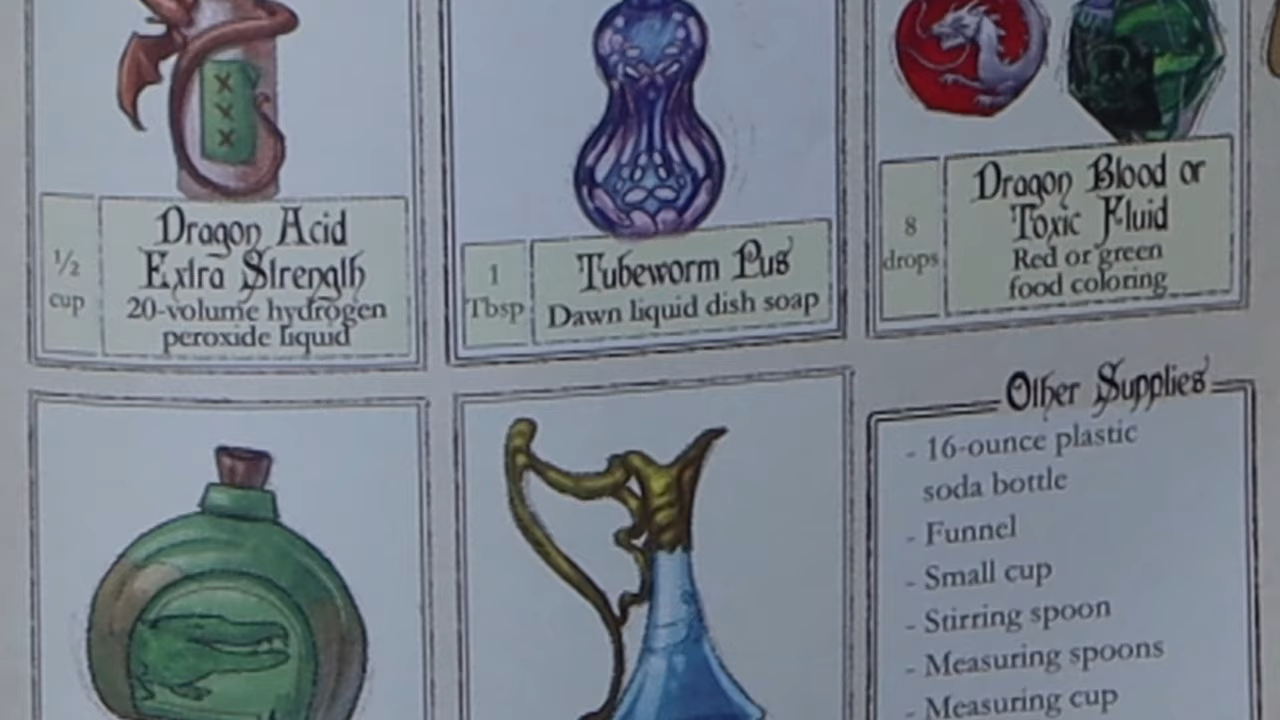 ½
cup
Dragon Acid
Extra Strength
20-volume hydrogen
peroxide liquid
1
Tbsp
Tubeworm Pus
Dawn liquid dish soap
8
drops
Dragon Blood or
Toxic Fluid
Red or green
food coloring
Other Supplies
- 16-ounce plastic
soda bottle
- Funnel
- Small cup
- Stirring spoon
- Measuring spoons
- Measuring cup